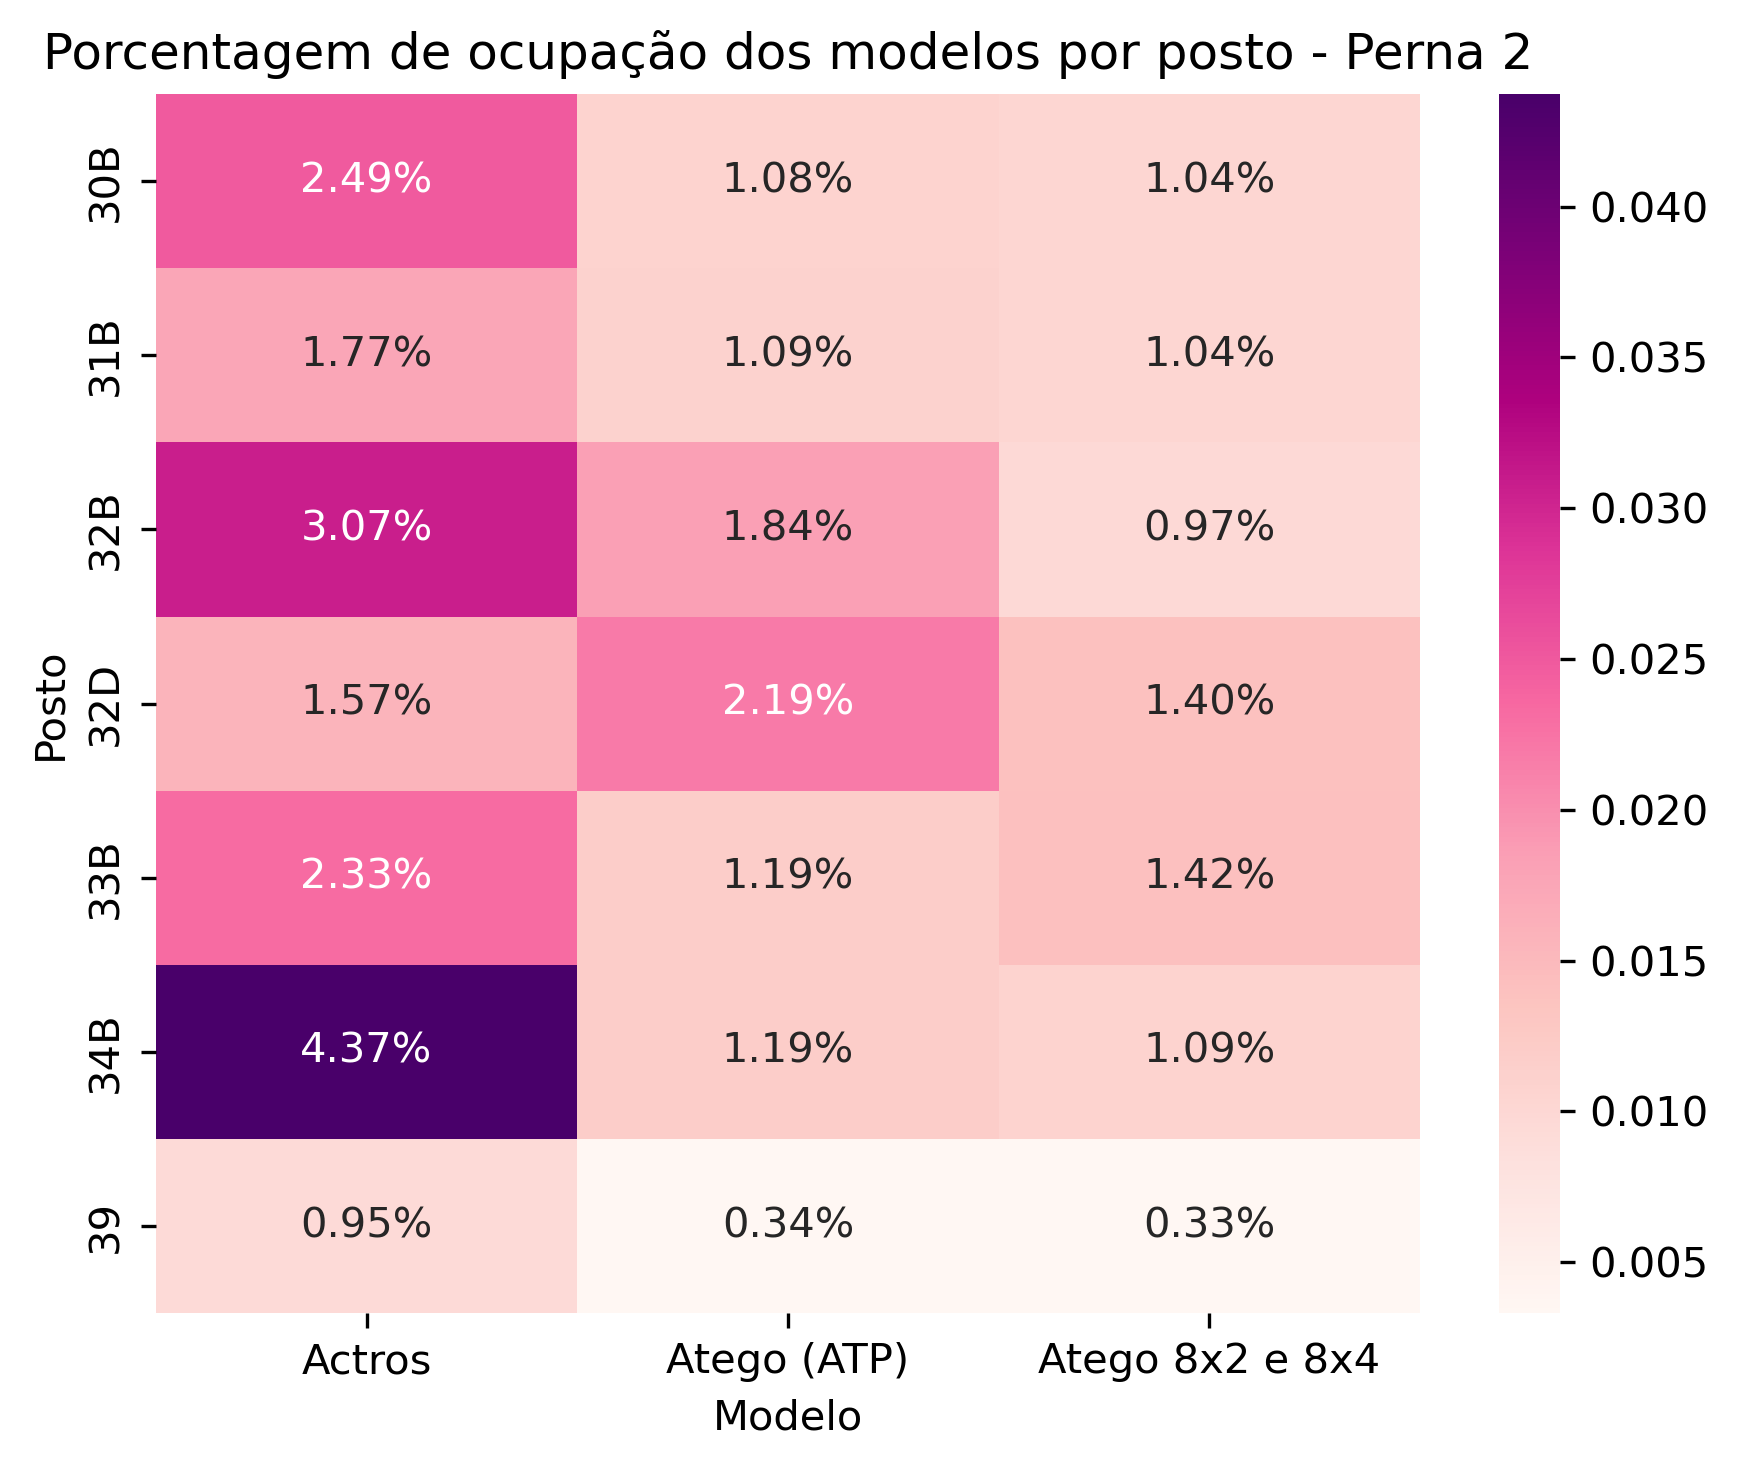 Porcentagem de ocupação dos modelos por posto - Perna 2
Posto
30B 2.49% 1.08% 1.04%
31B 1.77% 1.09% 1.04%
32B 3.07% 1.84% 0.97%
32D 1.57% 2.19% 1.40%
33B 2.33% 1.19% 1.42%
34B 4.37% 1.19% 1.09%
39 0.95% 0.34% 0.33%
Actros Atego (ATP) Atego 8x2 e 8x4
Modelo
0.040
0.035
0.030
0.025
0.020
0.015
0.010
0.005